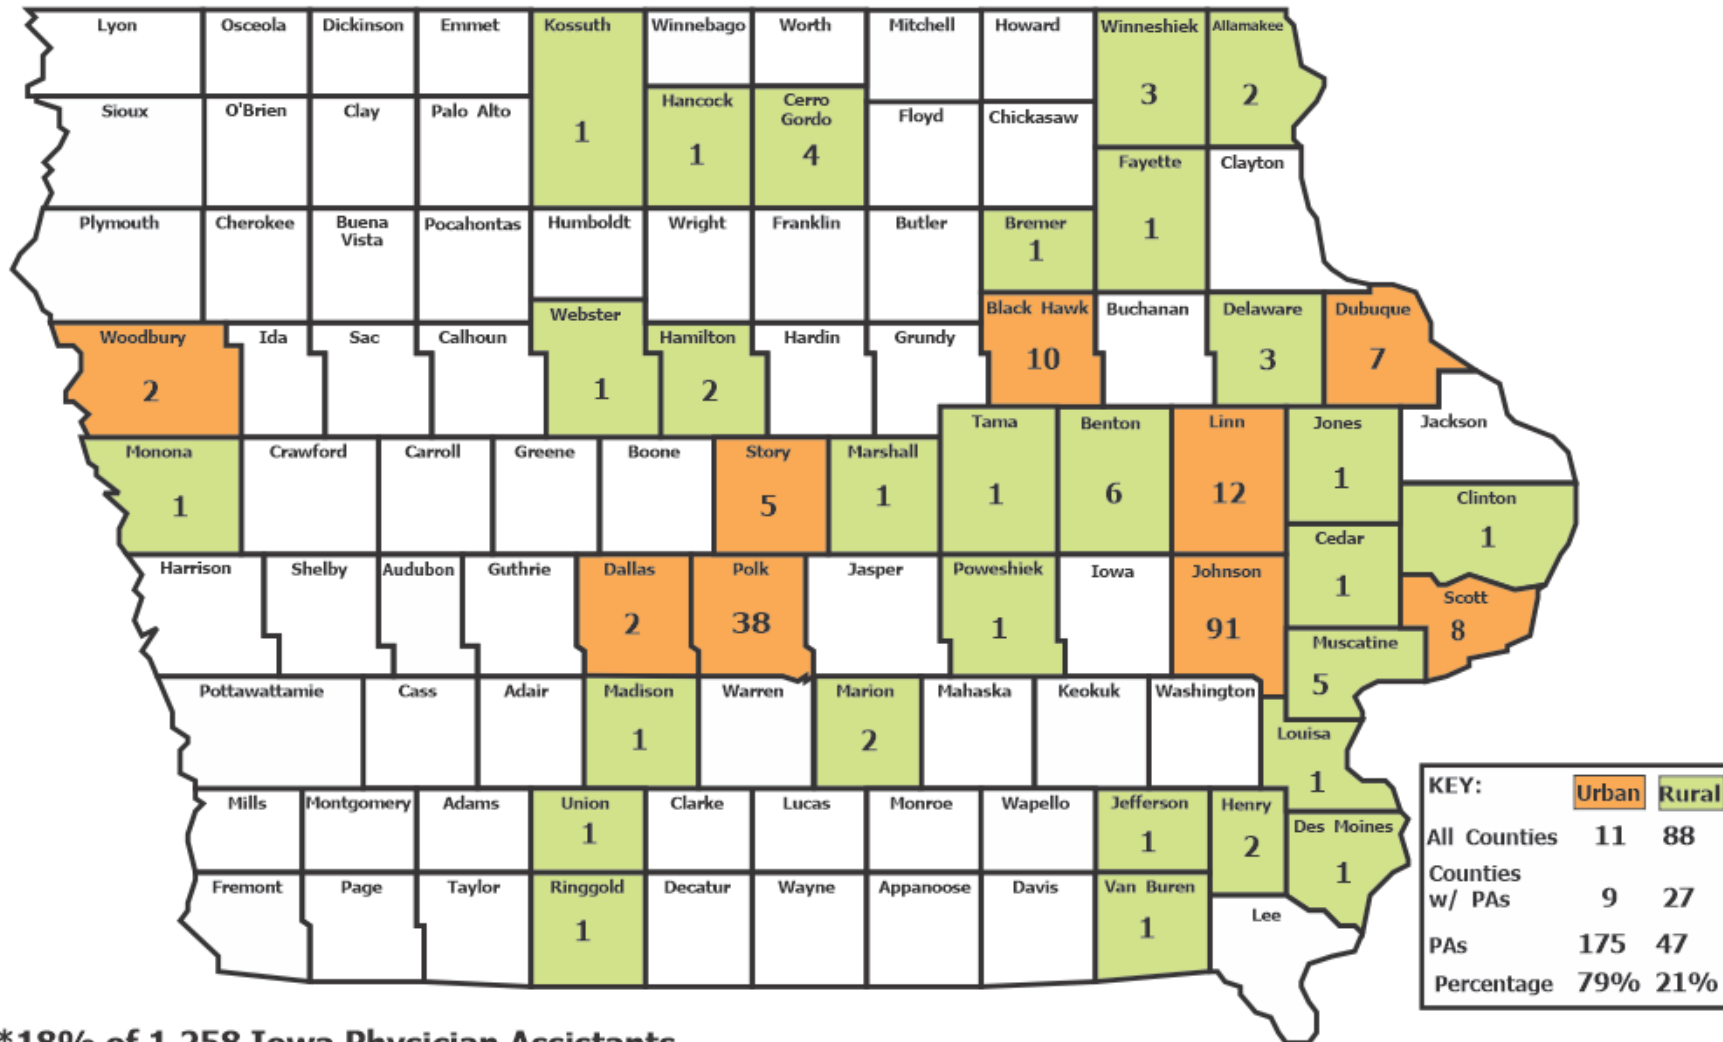 Lyon Osceola Dickinson Emmet Kossuth Winnebago Worth Mitchell Howard Winneshiek Allamakee
1 3 2
Sioux O'Brien Clay Palo Alto Hancock Cerro Gordo Floyd Chickasaw
1 4
Fayette Clayton
1
Plymouth Cherokee Buena Vista Pocahontas Humboldt Wright Franklin Butler Bremer
1
Woodbury Ida Sac Calhoun Webster Hamilton Hardin Grundy Black Hawk Buchanan Delaware Dubuque
2 1 2 10 3 7
Monona Crawford Carroll Greene Boone Story Marshall Tama Benton Linn Jones Jackson
1 5 1 1 6 12 1
Clinton
1
Cedar
1
Harrison Shelby Audubon Guthrie Dallas Polk Jasper Poweshiek Iowa Johnson Scott
2 38 1 91 8
Muscatine
5
Pottawattamie Cass Adair Madison Warren Marion Mahaska Keokuk Washington
1 2
Louisa
1
Mills Montgomery Adams Union Clarke Lucas Monroe Wapello Jefferson Henry Des Moines
1 1 2 1
Fremont Page Taylor Ringgold Decatur Wayne Appanoose Davis Van Buren Lee
1 1
KEY: Urban Rural
All Counties 11 88
Counties
w/ PAs 9 27
PAs 175 47
Percentage 79% 21%
*18% of 1,258 Iowa Physician Assistants